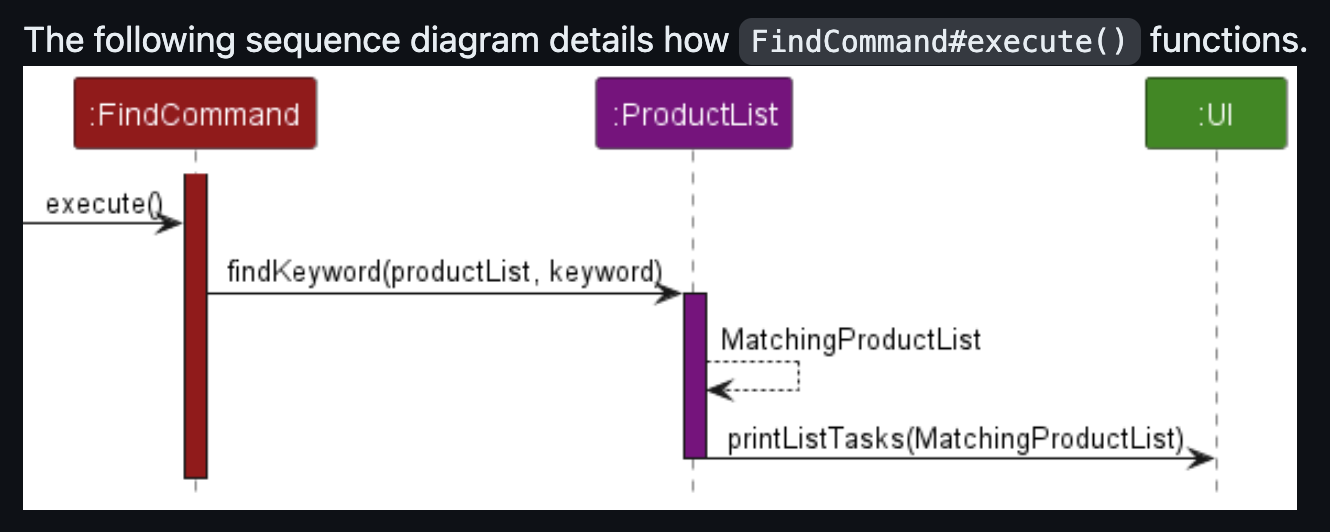 The following sequence diagram details how FindCommand#execute() functions.
:FindCommand
:ProductList
:UI
execute()
findKeyword(productList, keyword)
MatchingProductList
printListTasks(MatchingProductList)